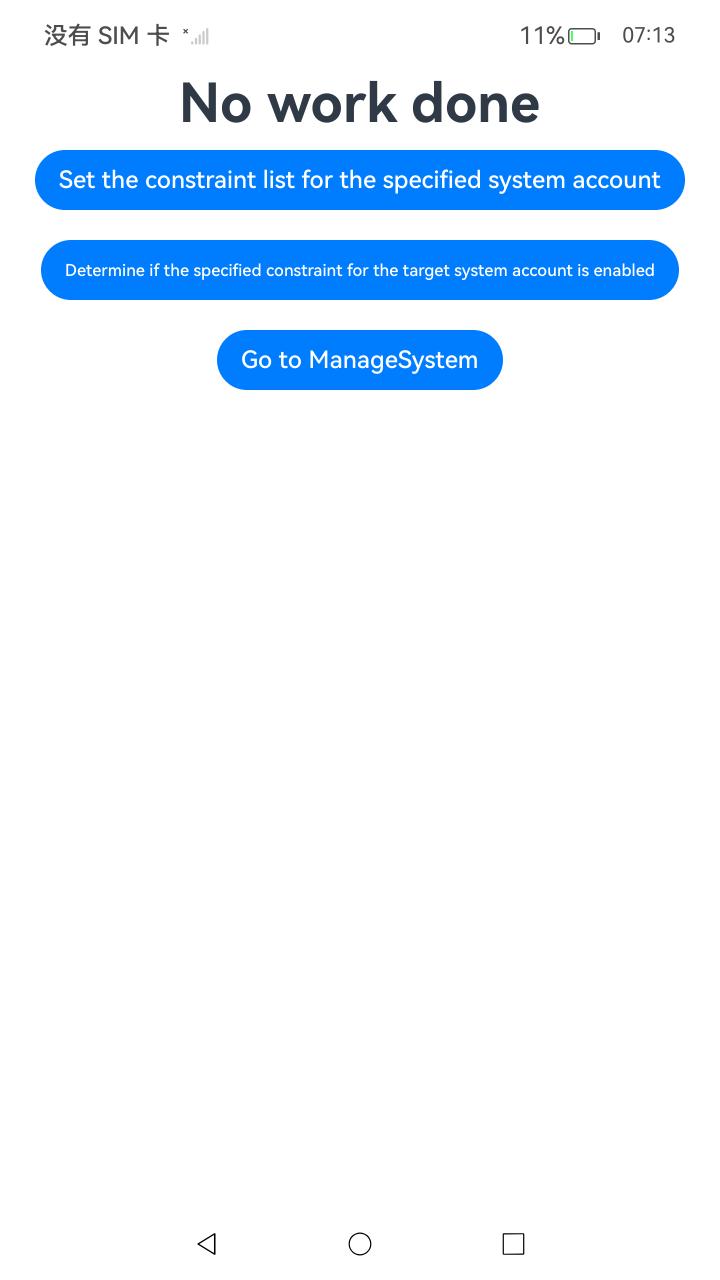 没有 SIM 卡 11% 07:13
No work done
Set the constraint list for the specified system account
Determine if the specified constraint for the target system account is enabled
Go to ManageSystem